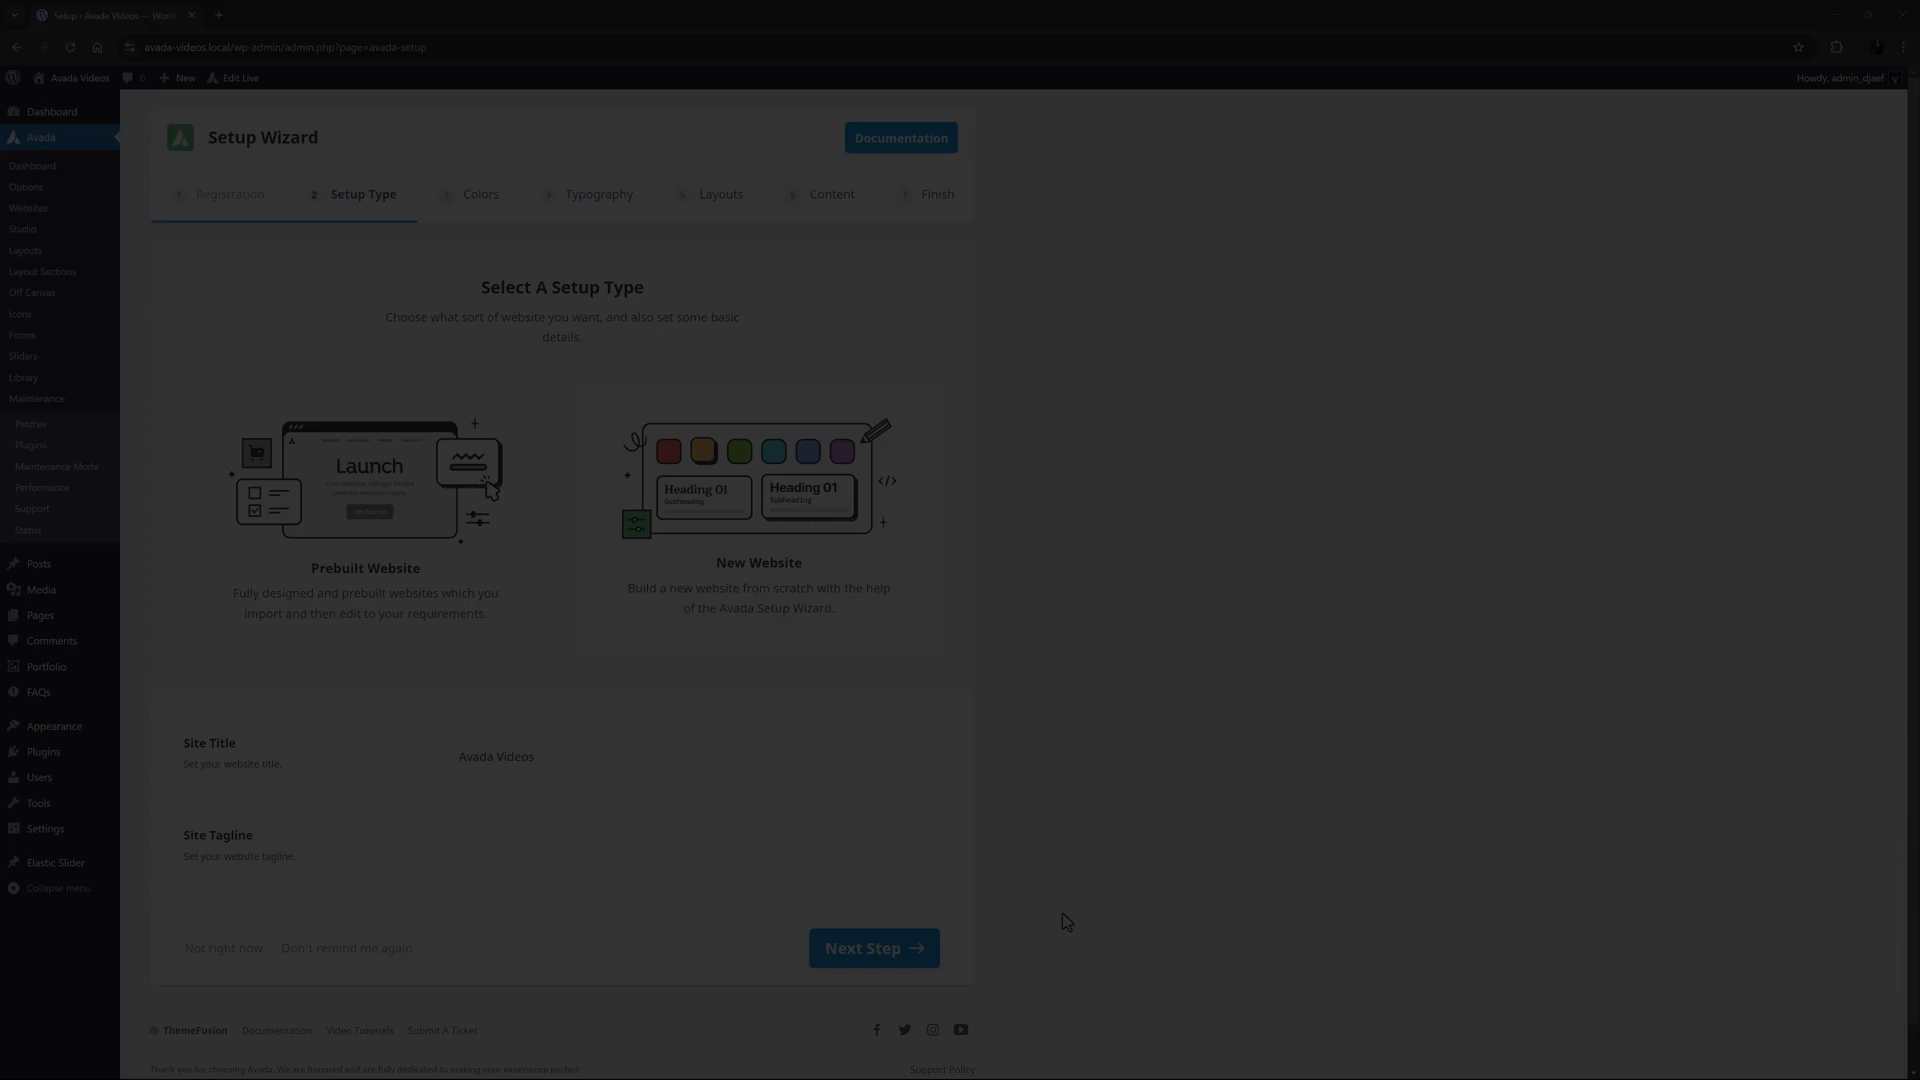 Setup ‹ Avada Videos — Word
avada-videos.local/wp-admin/admin.php?page=avada-setup
Avada Videos
0
New
Edit Live
Howdy, admin_djaef
Dashboard
Avada
Dashboard
Options
Websites
Studio
Layouts
Layout Sections
Off Canvas
Icons
Forms
Sliders
Library
Maintenance
Patcher
Plugins
Maintenance Mode
Performance
Support
Status
Posts
Media
Pages
Comments
Portfolio
FAQs
Appearance
Plugins
Users
Tools
Settings
Elastic Slider
Collapse menu
Setup Wizard
Documentation
1 Registration
2 Setup Type
3 Colors
4 Typography
5 Layouts
6 Content
7 Finish
Select A Setup Type
Choose what sort of website you want, and also set some basic
details.
Launch
Prebuilt Website
Fully designed and prebuilt websites which you
import and then edit to your requirements.
Heading 01
Subheading
Heading 01
Subheading
</>
New Website
Build a new website from scratch with the help
of the Avada Setup Wizard.
Site Title
Set your website title.
Avada Videos
Site Tagline
Set your website tagline.
Not right now
Don't remind me again
Next Step
ThemeFusion
Documentation
Video Tutorials
Submit A Ticket
Thank you for choosing Avada. We are honored and are fully dedicated to making your experience perfect.
Support Policy